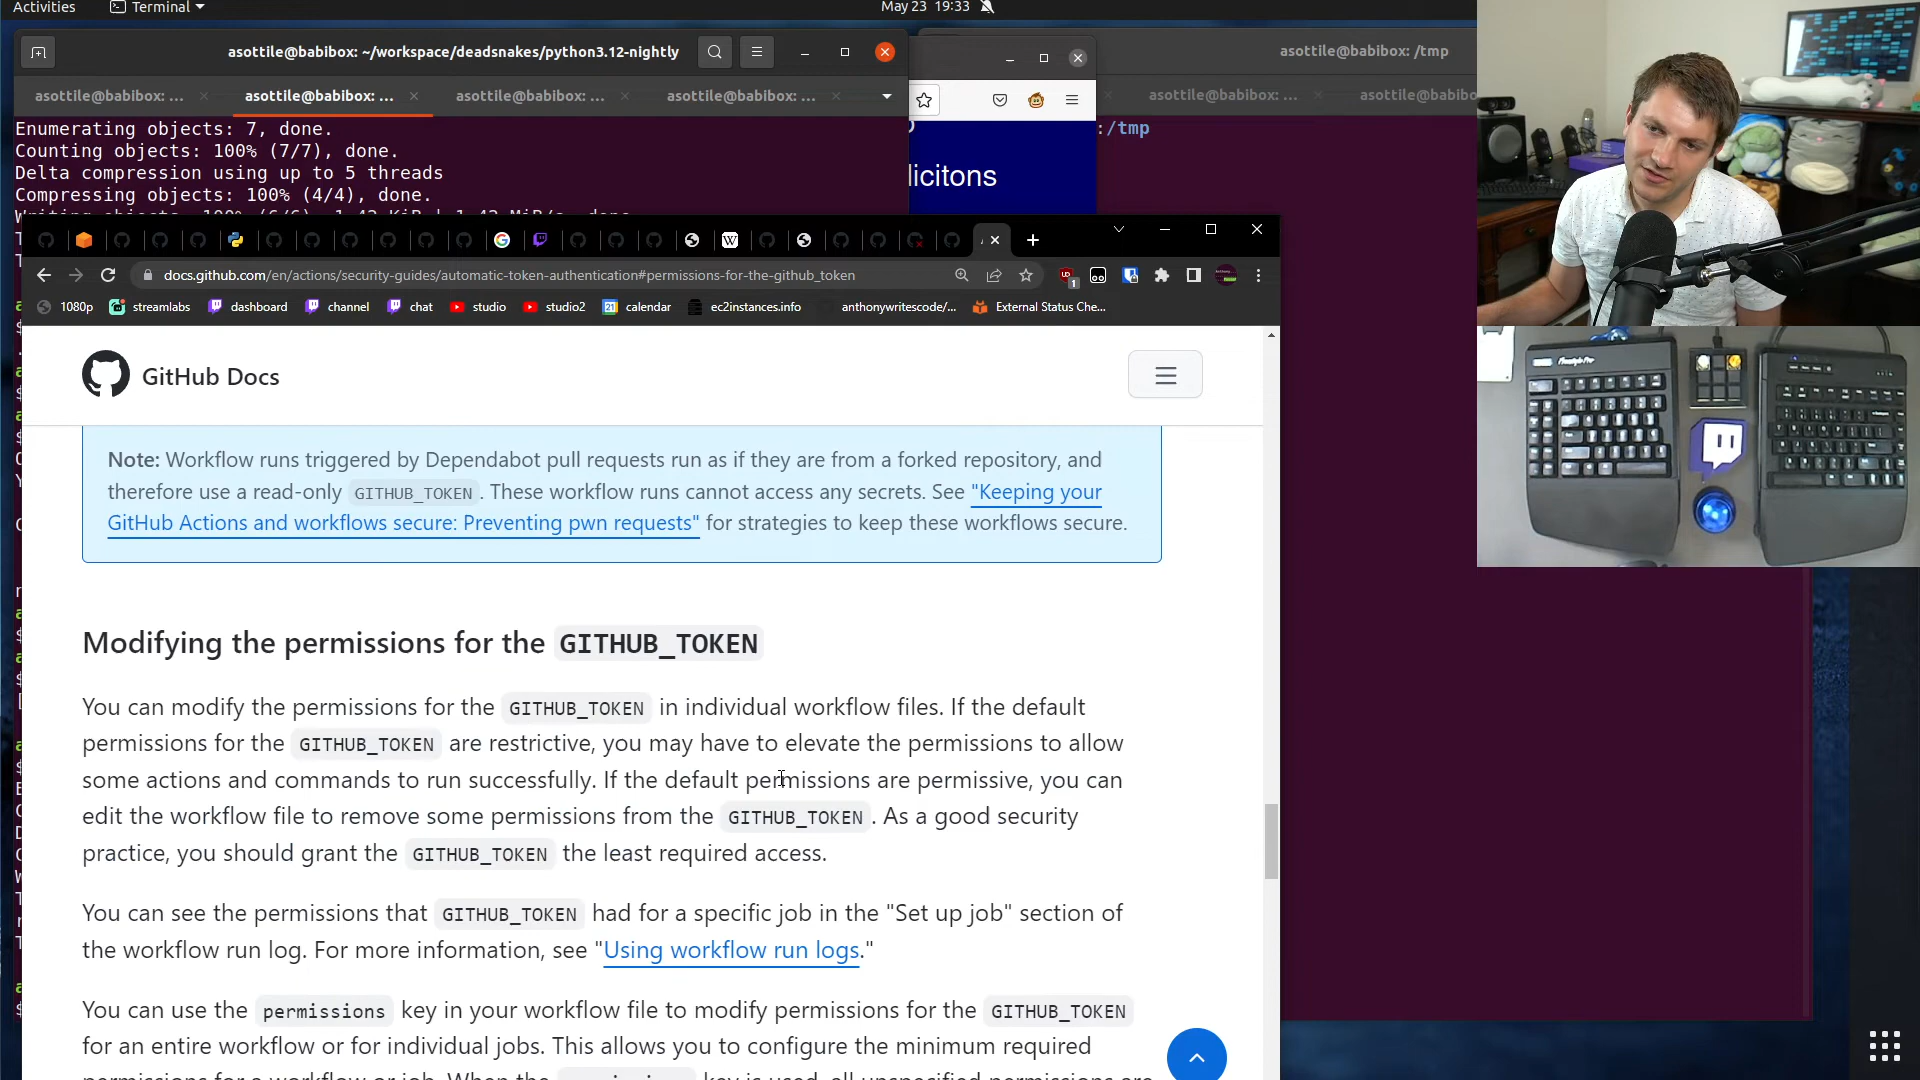 Activities
Terminal
May 23 19:33
asottile@babibox: ~/workspace/deadsnakes/python3.12-nightly
asottile@babibox: /tmp
asottile@babibox: ...
asottile@babibox: ...
asottile@babibox: ...
asottile@babibox: ...
asottile@babibox: ...
asottile@babibo
Enumerating objects: 7, done.
Counting objects: 100% (7/7), done.
Delta compression using up to 5 threads
Compressing objects: 100% (4/4), done.
:/tmp
licitons
docs.github.com/en/actions/security-guides/automatic-token-authentication#permissions-for-the-github_token
1080p
streamlabs
dashboard
channel
chat
studio
studio2
calendar
ec2instances.info
anthonywritescode/...
External Status Che...
GitHub Docs
Note: Workflow runs triggered by Dependabot pull requests run as if they are from a forked repository, and
therefore use a read-only GITHUB_TOKEN. These workflow runs cannot access any secrets. See "Keeping your
GitHub Actions and workflows secure: Preventing pwn requests" for strategies to keep these workflows secure.
Modifying the permissions for the GITHUB_TOKEN
You can modify the permissions for the GITHUB_TOKEN in individual workflow files. If the default
permissions for the GITHUB_TOKEN are restrictive, you may have to elevate the permissions to allow
some actions and commands to run successfully. If the default permissions are permissive, you can
edit the workflow file to remove some permissions from the GITHUB_TOKEN. As a good security
practice, you should grant the GITHUB_TOKEN the least required access.
You can see the permissions that GITHUB_TOKEN had for a specific job in the "Set up job" section of
the workflow run log. For more information, see "Using workflow run logs."
You can use the permissions key in your workflow file to modify permissions for the GITHUB_TOKEN
for an entire workflow or for individual jobs. This allows you to configure the minimum required